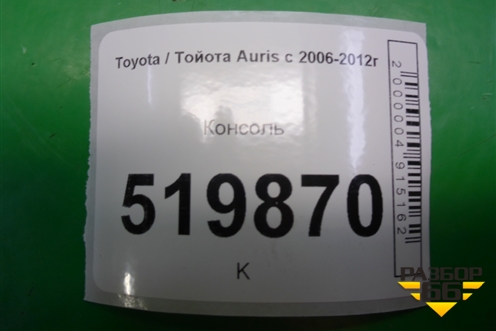 Toyota / Тойота Auris с 2006-2012г
Консоль
519870
К
2000004915162
РАЗБОР
66